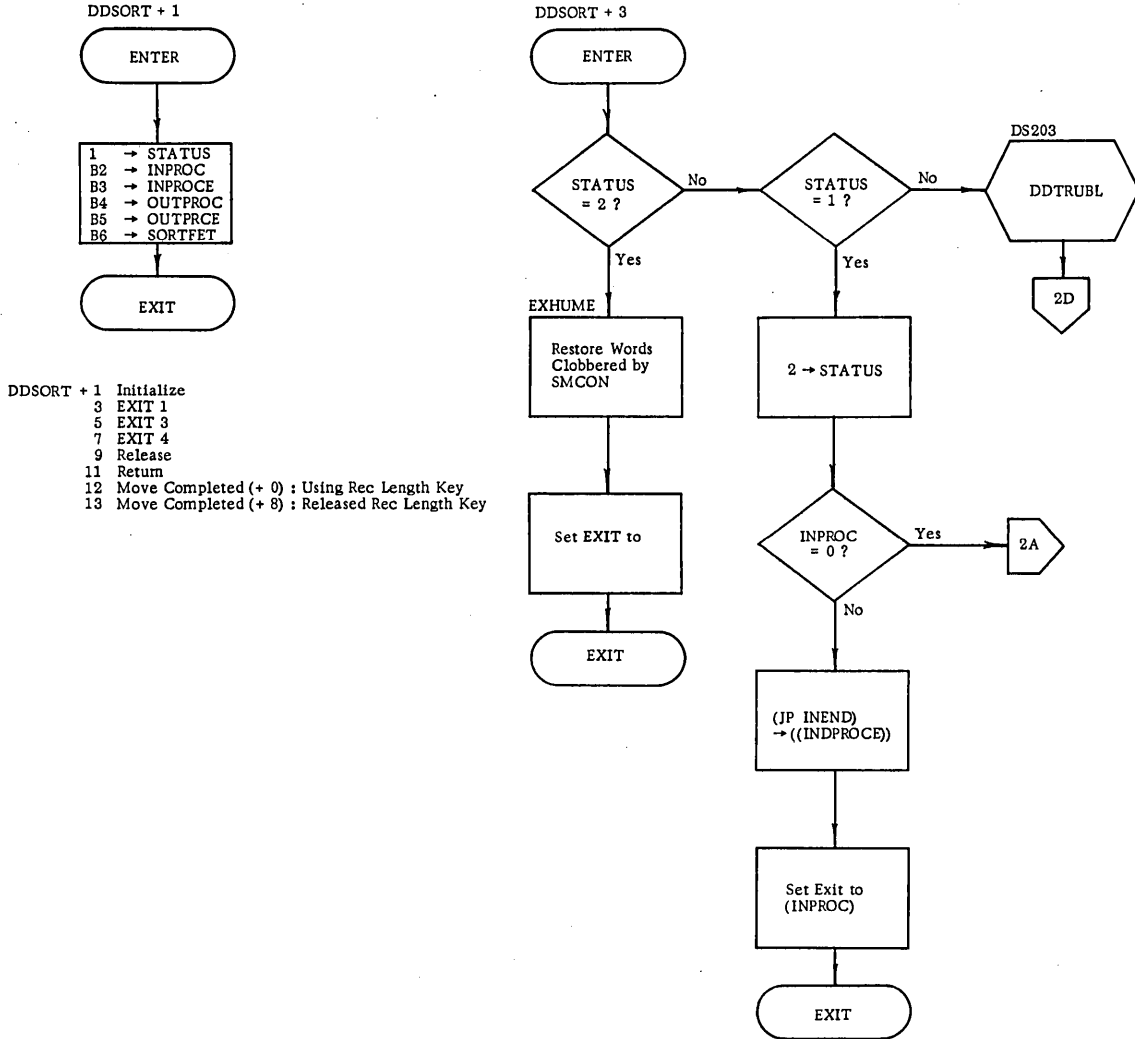 DDSORT + 1
ENTER
1 → STATUS
B2 → INPROC
B3 → INPROCE
B4 → OUTPROC
B5 → OUTPRCE
B6 → SORTFET
EXIT
DDSORT + 1 Initialize
3 EXIT 1
5 EXIT 3
7 EXIT 4
9 Release
11 Return
12 Move Completed (+ 0) : Using Rec Length Key
13 Move Completed (+ 8) : Released Rec Length Key
DDSORT + 3
ENTER
STATUS
= 2 ?
No
Yes
EXHUME
Restore Words
Clobbered by
SMCON
Set EXIT to
EXIT
STATUS
= 1 ?
No
Yes
DS203
DDTRUBL
2D
2 → STATUS
INPROC
= 0 ?
Yes
2A
No
(JP INEND)
→ ((INDPROCE))
Set Exit to
(INPROC)
EXIT